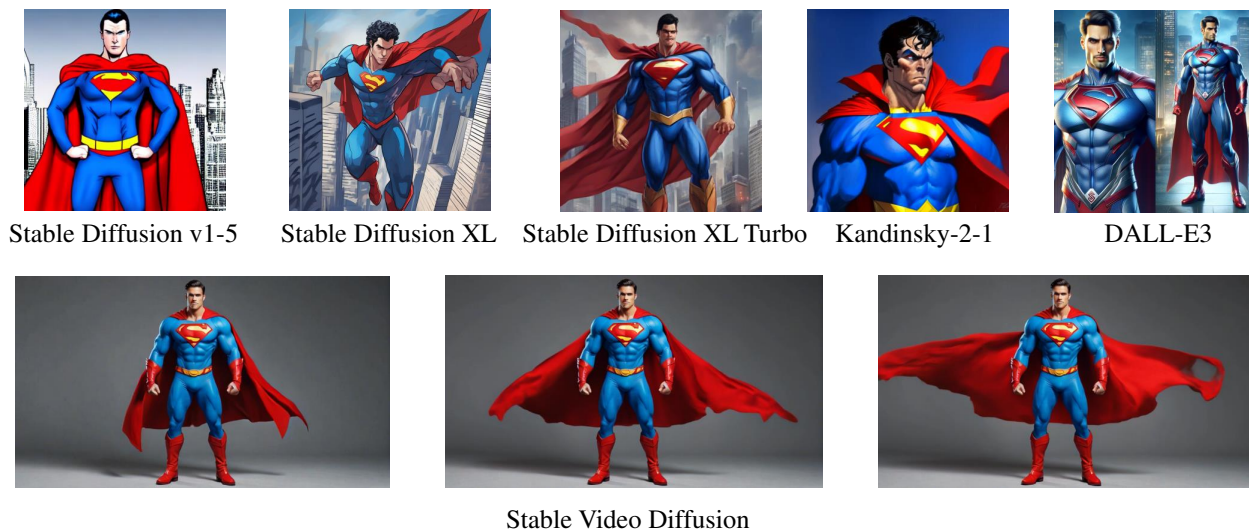 Stable Diffusion v1-5
Stable Diffusion XL
Stable Diffusion XL Turbo
Kandinsky-2-1
DALL-E3
Stable Video Diffusion